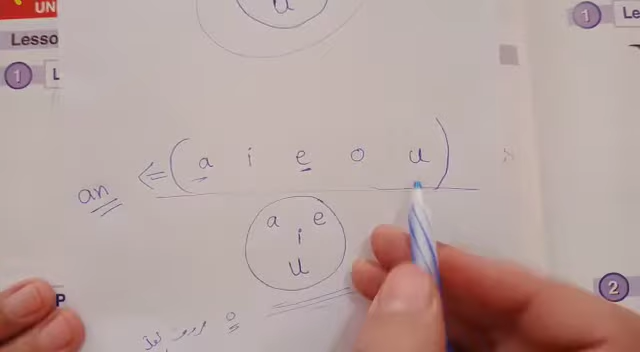 UN
Lesso
1 L
1 Le
u
an <= ( a i e o u )
a e
i
u
o
P
2